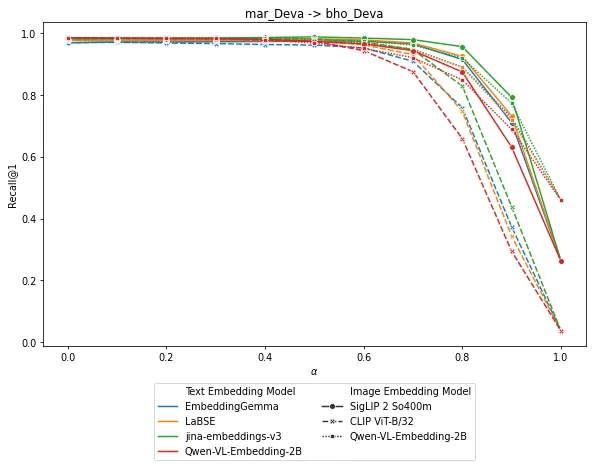 mar_Deva -> bho_Deva
1.0
0.8
0.6
0.4
0.2
0.0
Recall@1
0.0 0.2 0.4 0.6 0.8 1.0
α
Text Embedding Model
EmbeddingGemma
LaBSE
jina-embeddings-v3
Qwen-VL-Embedding-2B
Image Embedding Model
SigLIP 2 So400m
CLIP ViT-B/32
Qwen-VL-Embedding-2B